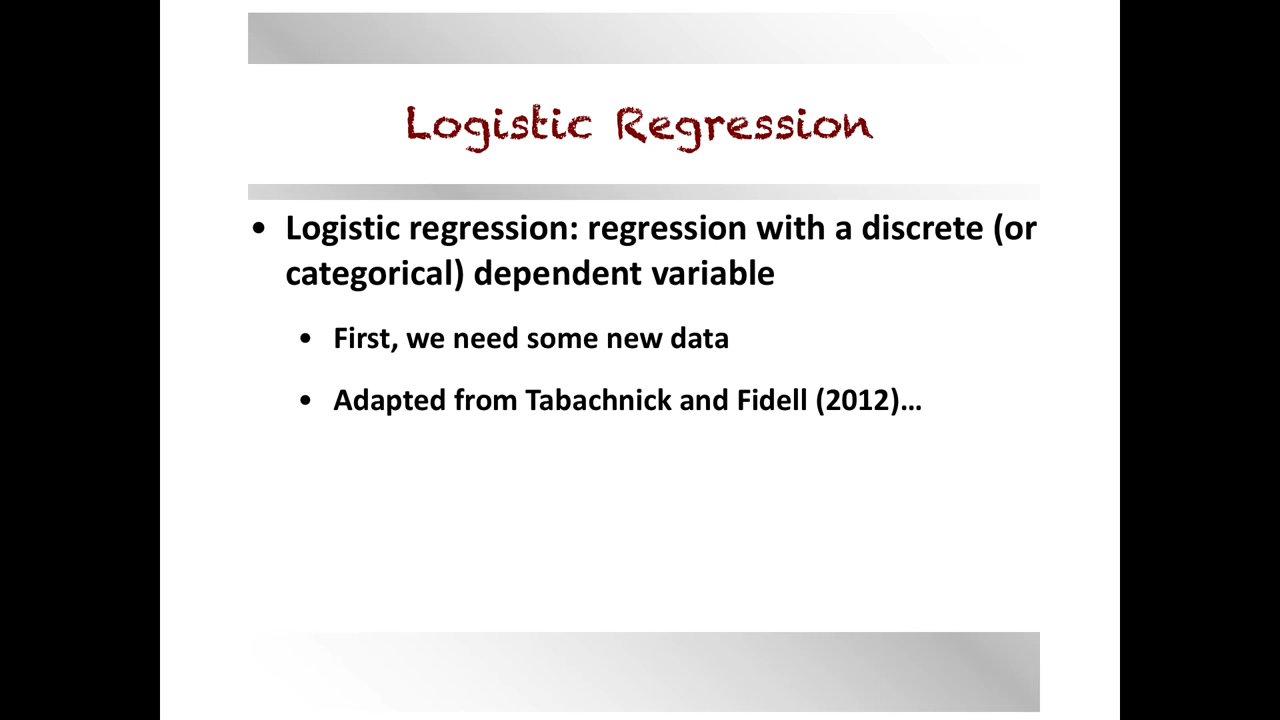 Logistic Regression
• Logistic regression: regression with a discrete (or
categorical) dependent variable
• First, we need some new data
• Adapted from Tabachnick and Fidell (2012)…